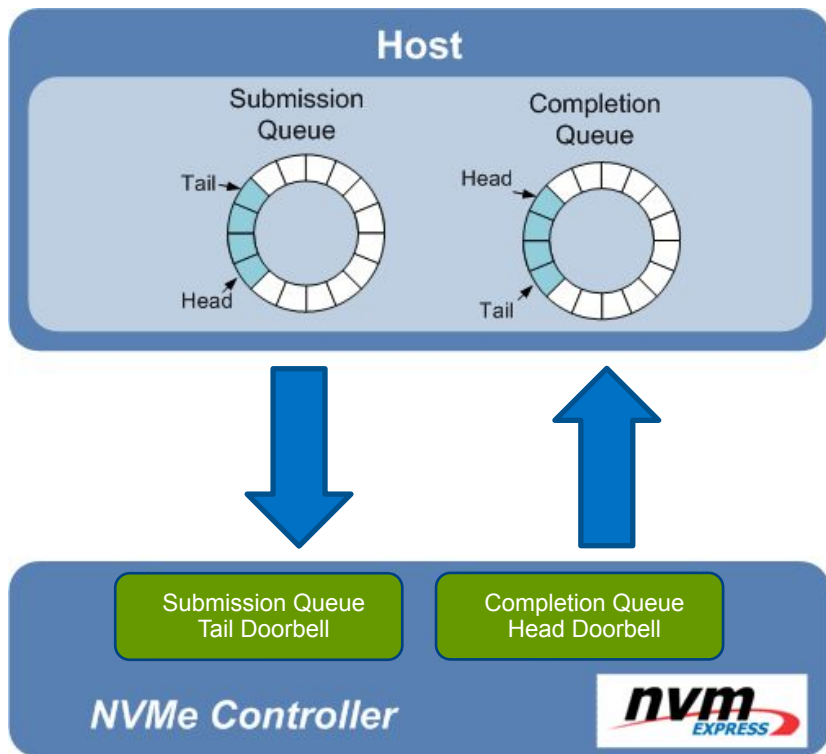 Host
Submission
Queue
Tail
Head
Completion
Queue
Head
Tail
Submission Queue
Tail Doorbell
Completion Queue
Head Doorbell
NVMe Controller
nvm
EXPRESS